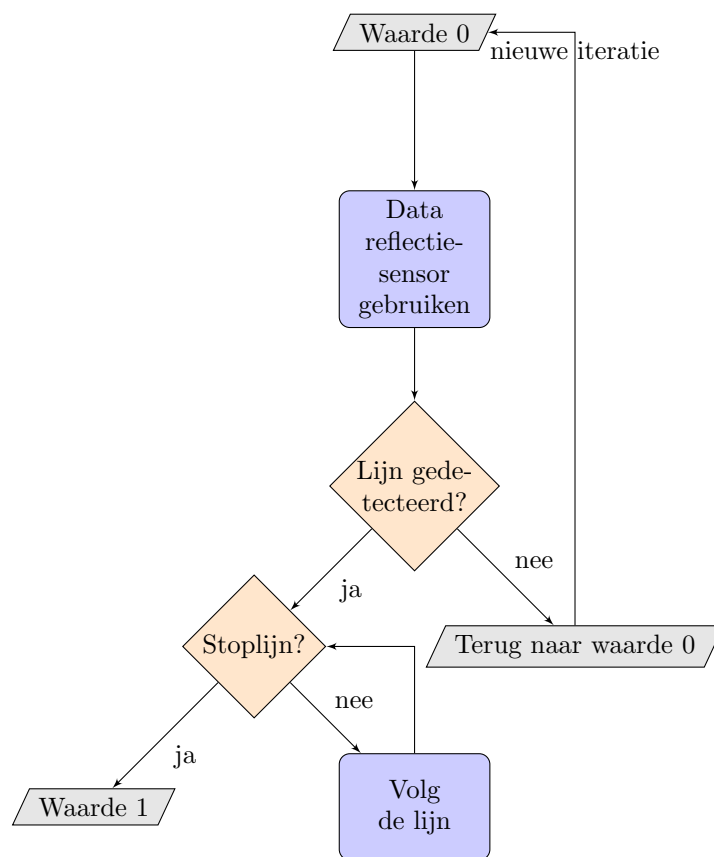 Waarde 0
nieuwe iteratie
Data
reflectie-
sensor
gebruiken
Lijn gede-
tecteerd?
ja
nee
Stoplijn?
Terug naar waarde 0
ja
nee
Waarde 1
Volg
de lijn